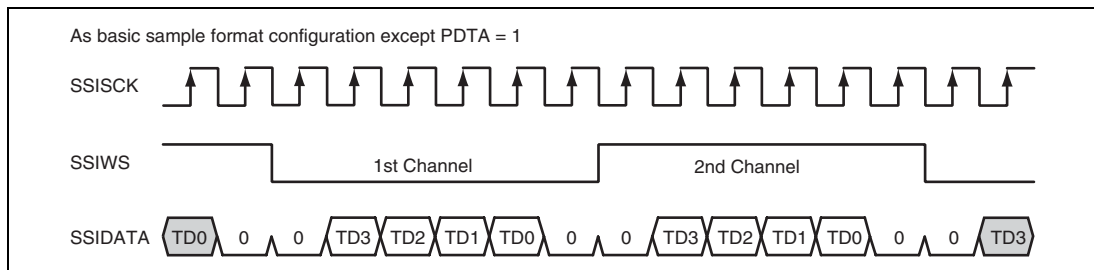 As basic sample format configuration except PDTA = 1
SSISCK
SSIWS 1st Channel 2nd Channel
SSIDATA TD0 0 0 TD3 TD2 TD1 TD0 0 0 TD3 TD2 TD1 TD0 0 0 TD3